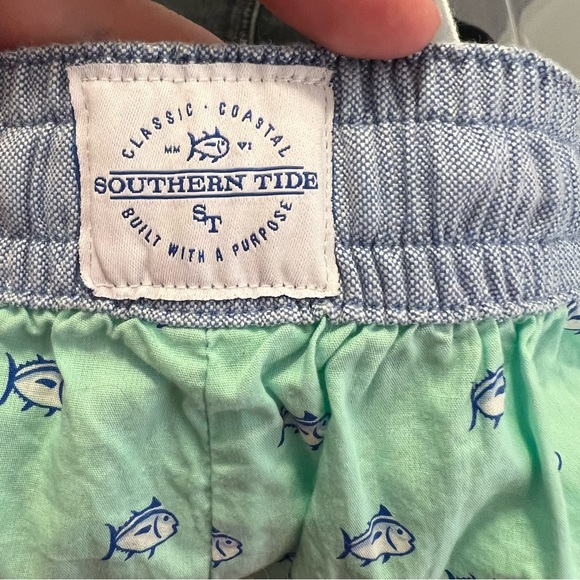 CLASSIC · COASTAL
MM VI
SOUTHERN TIDE
ST
BUILT WITH A PURPOSE